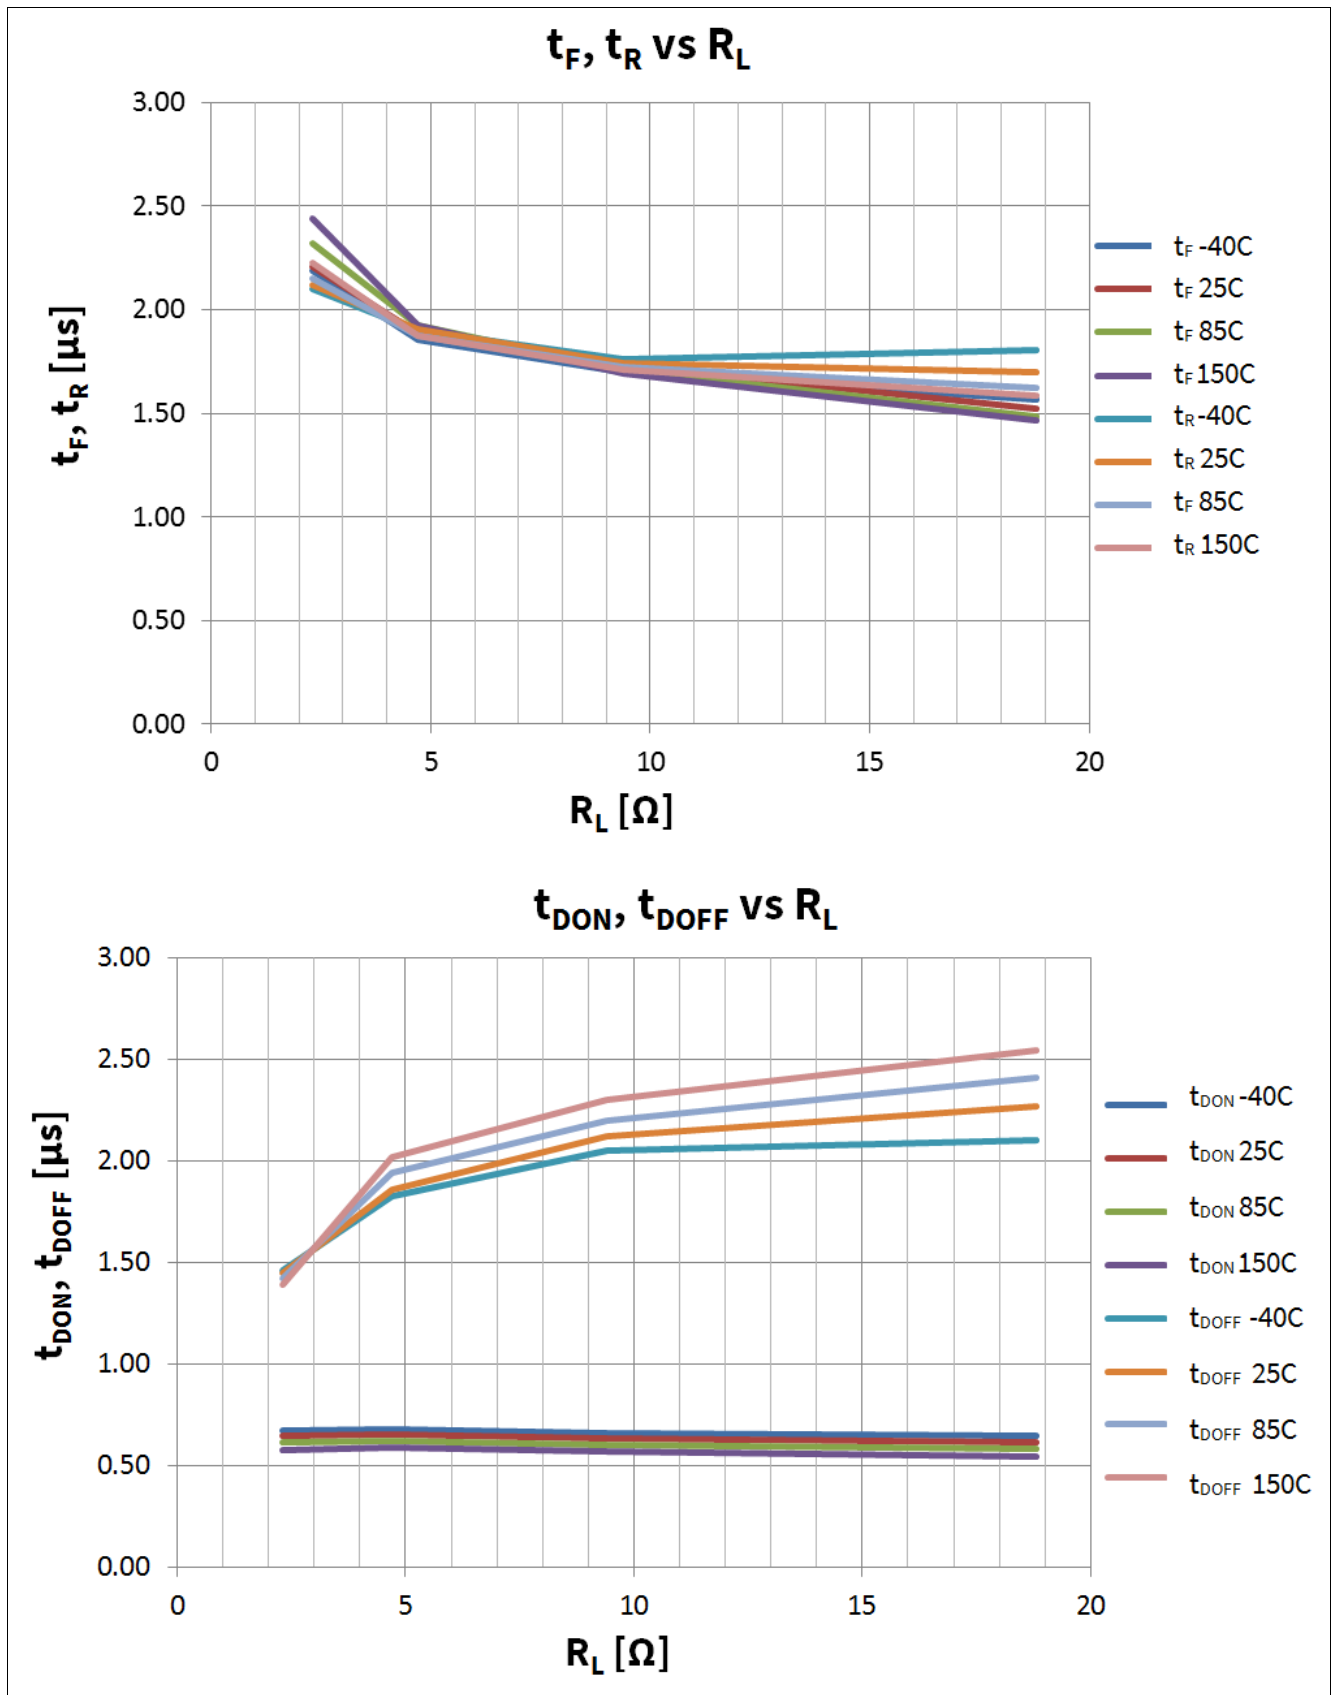 tF, tR vs RL
3.00
2.50
2.00
1.50
1.00
0.50
0.00
tF, tR [µs]
0 5 10 15 20
RL [Ω]
tF -40C
tF 25C
tF 85C
tF 150C
tR -40C
tR 25C
tF 85C
tR 150C
tDON, tDOFF vs RL
3.00
2.50
2.00
1.50
1.00
0.50
0.00
tDON, tDOFF [µs]
0 5 10 15 20
RL [Ω]
tDON -40C
tDON 25C
tDON 85C
tDON 150C
tDOFF -40C
tDOFF 25C
tDOFF 85C
tDOFF 150C